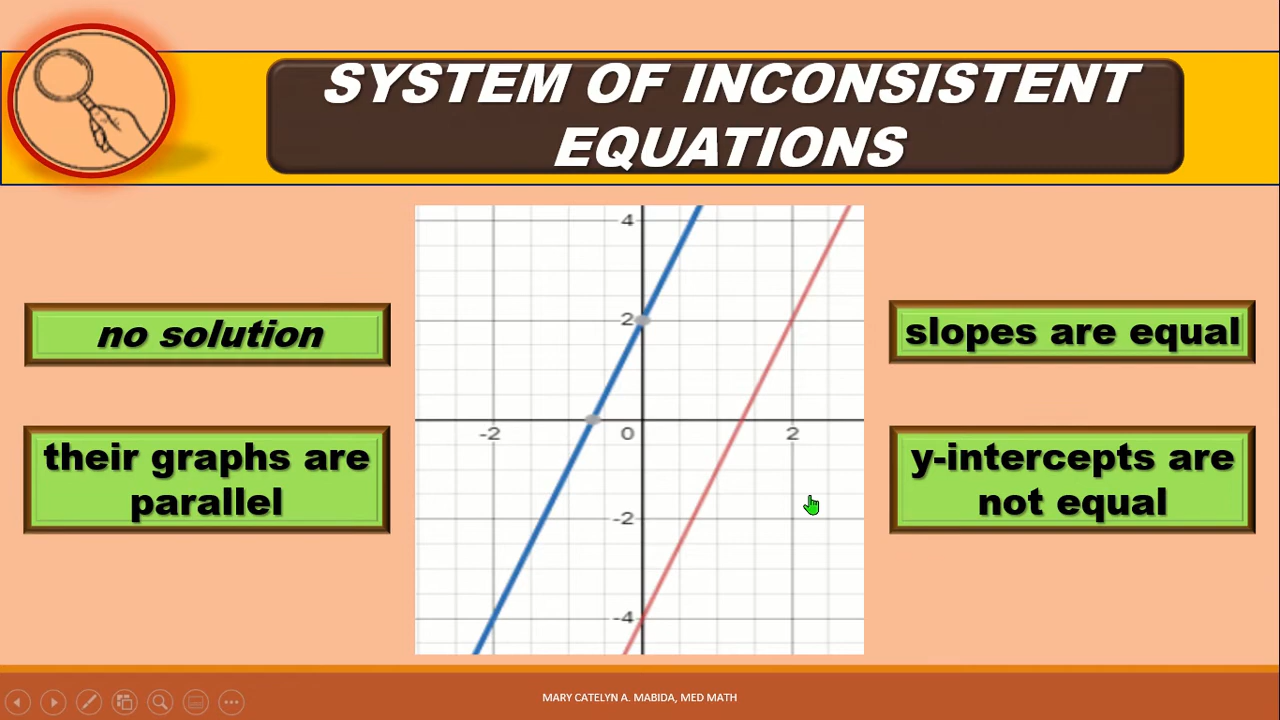 SYSTEM OF INCONSISTENT
EQUATIONS
no solution
their graphs are
parallel
4
2
-2
0
2
-2
-4
slopes are equal
y-intercepts are
not equal
MARY CATELYN A. MABIDA, MED MATH